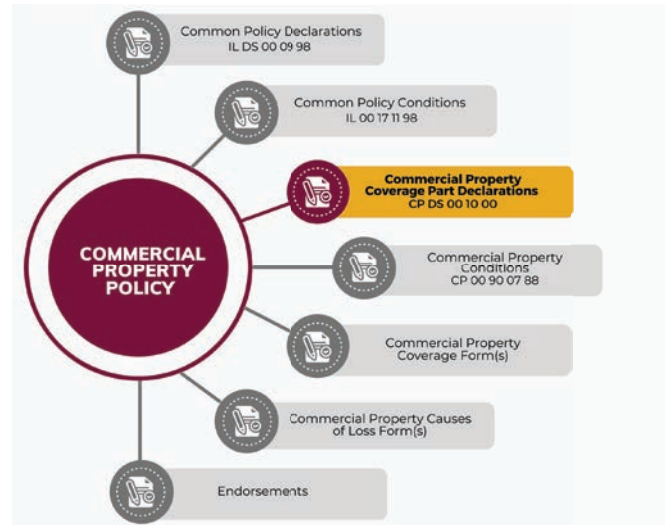 Common Policy Declarations
IL DS 00 09 98
Common Policy Conditions
IL 00 17 11 98
Commercial Property
Coverage Part Declarations
CP DS 00 10 00
COMMERCIAL
PROPERTY
POLICY
Commercial Property
Conditions
CP 00 90 07 88
Commercial Property
Coverage Form(s)
Commercial Property Causes
of Loss Form(s)
Endorsements